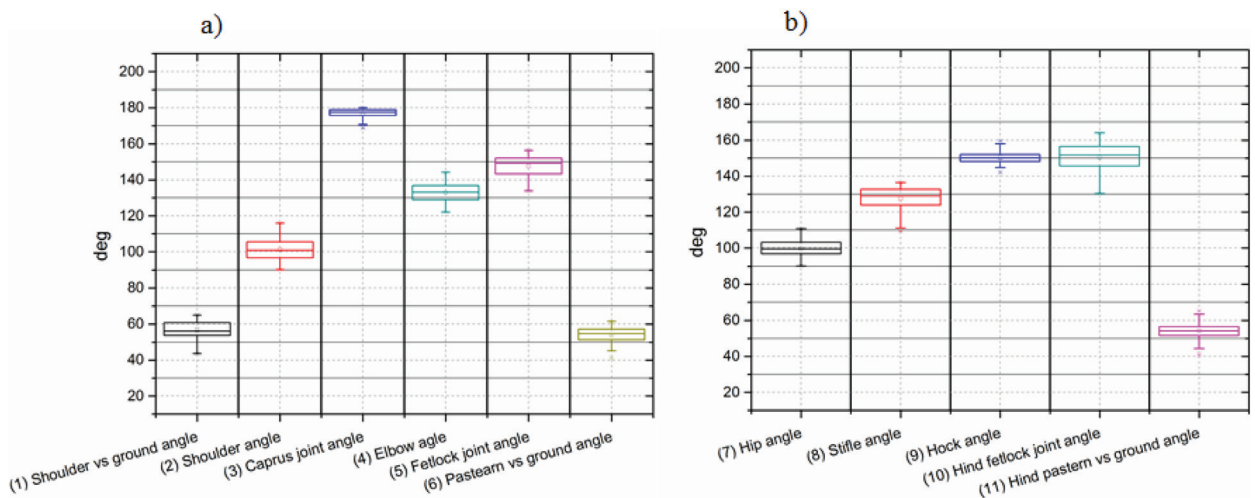 a)
200
180
160
140
120
100
80
60
40
20
deg
(1) Shoulder vs ground angle
(2) Shoulder angle
(3) Caprus joint angle
(4) Elbow agle
(5) Fetlock joint angle
(6) Pastearn vs ground angle
b)
200
180
160
140
120
100
80
60
40
20
deg
(7) Hip angle
(8) Stifle angle
(9) Hock angle
(10) Hind fetlock joint angle
(11) Hind pastern vs ground angle